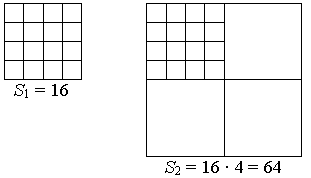 S₁ = 16
S₂ = 16 · 4 = 64